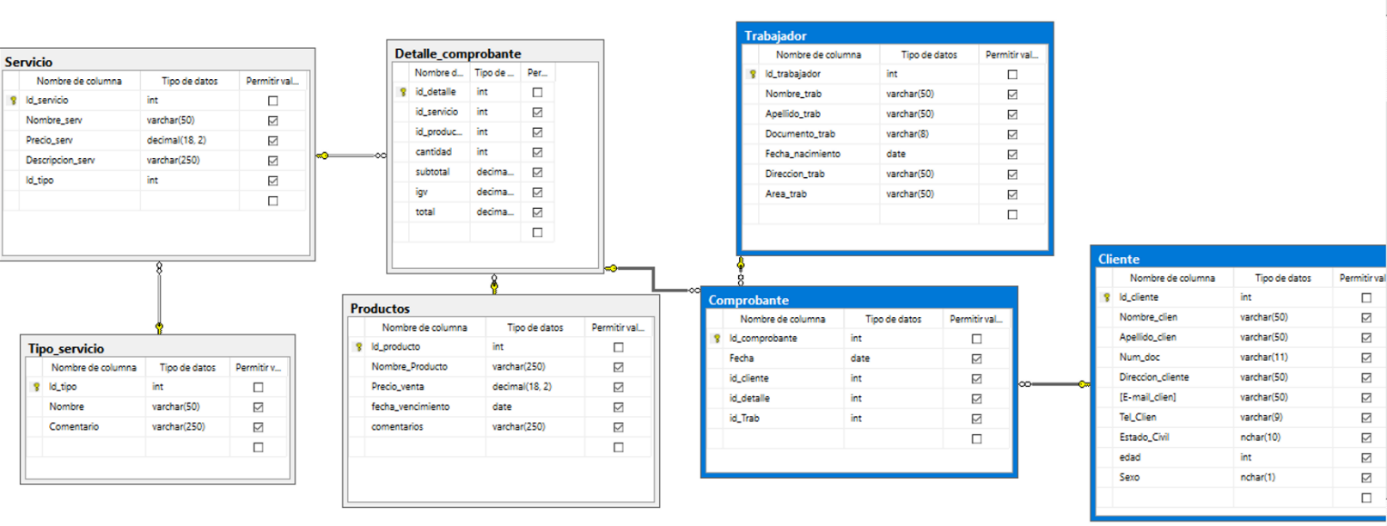 Servicio
Nombre de columna Tipo de datos Permitir val...
Id_servicio int
Nombre_serv varchar(50)
Precio_serv decimal(18, 2)
Descripcion_serv varchar(250)
Id_tipo int
Detalle_comprobante
Nombre d... Tipo de ... Per...
id_detalle int
id_servicio int
id_produc... int
cantidad int
subtotal decima...
igv decima...
total decima...
Trabajador
Nombre de columna Tipo de datos Permitir val...
Id_trabajador int
Nombre_trab varchar(50)
Apellido_trab varchar(50)
Documento_trab varchar(8)
Fecha_nacimiento date
Direccion_trab varchar(50)
Area_trab varchar(50)
Tipo_servicio
Nombre de columna Tipo de datos Permitir v...
Id_tipo int
Nombre varchar(50)
Comentario varchar(250)
Productos
Nombre de columna Tipo de datos Permitir val...
Id_producto int
Nombre_Producto varchar(250)
Precio_venta decimal(18, 2)
fecha_vencimiento date
comentarios varchar(250)
Comprobante
Nombre de columna Tipo de datos Permitir val...
Id_comprobante int
Fecha date
id_cliente int
id_detalle int
id_Trab int
Cliente
Nombre de columna Tipo de datos Permitir val
Id_cliente int
Nombre_clien varchar(50)
Apellido_clien varchar(50)
Num_doc varchar(11)
Direccion_cliente varchar(50)
[E-mail_clien] varchar(50)
Tel_Clien varchar(9)
Estado_Civil nchar(10)
edad int
Sexo nchar(1)